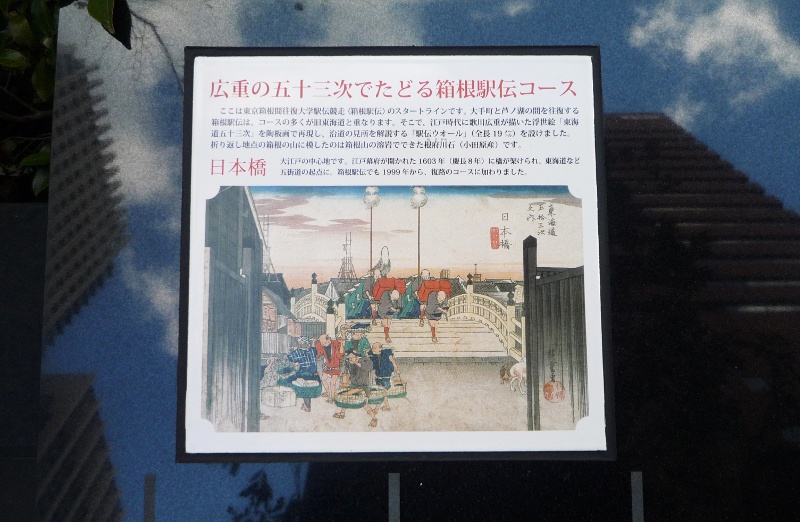 広重の五十三次でたどる箱根駅伝コース
ここは東京箱根間往復大学駅伝競走(箱根駅伝)のスタートラインです。大手町と芦ノ湖の間を往復する
箱根駅伝は、コースの多くが旧東海道と重なります。そこで、江戸時代に歌川広重が描いた浮世絵「東海
道五十三次」を陶板画で再現し、沿道の見所を解説する「駅伝ウオール」(全長19㍍)を設けました。
折り返し地点の箱根の山に模したのは箱根山の溶岩でできた根府川石(小田原産)です。
日本橋
大江戸の中心地です。江戸幕府が開かれた1603年(慶長8年)に橋が架けられ、東海道など
五街道の起点に。箱根駅伝でも1999年から、復路のコースに加わりました。
東海道
五拾三次
之内
日本橋